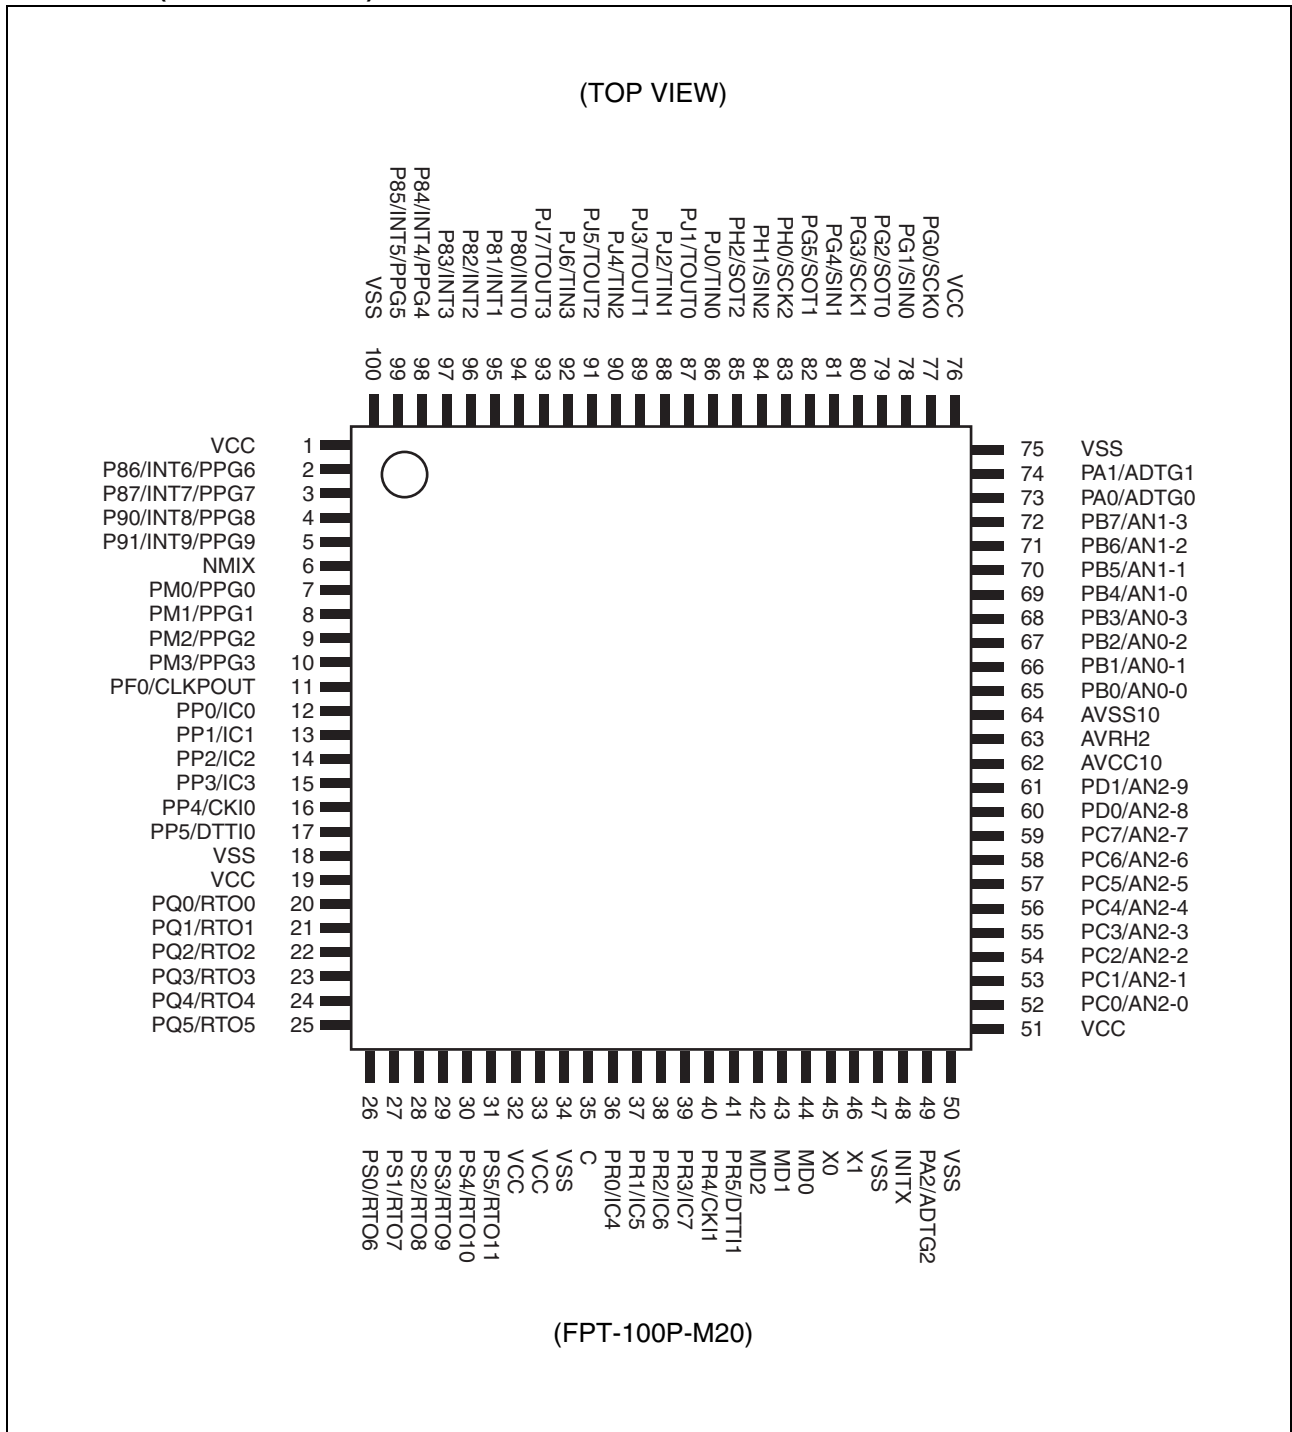 (TOP VIEW)
VSS
P85/INT5/PPG5
P84/INT4/PPG4
P83/INT3
P82/INT2
P81/INT1
P80/INT0
PJ7/TOUT3
PJ6/TIN3
PJ5/TOUT2
PJ4/TIN2
PJ3/TOUT1
PJ2/TIN1
PJ1/TOUT0
PJ0/TIN0
PH2/SOT2
PH1/SIN2
PH0/SCK2
PG5/SOT1
PG4/SIN1
PG3/SCK1
PG2/SOT0
PG1/SIN0
PG0/SCK0
VCC
100 99 98 97 96 95 94 93 92 91 90 89 88 87 86 85 84 83 82 81 80 79 78 77 76
VCC 1
P86/INT6/PPG6 2
P87/INT7/PPG7 3
P90/INT8/PPG8 4
P91/INT9/PPG9 5
NMIX 6
PM0/PPG0 7
PM1/PPG1 8
PM2/PPG2 9
PM3/PPG3 10
PF0/CLKPOUT 11
PP0/IC0 12
PP1/IC1 13
PP2/IC2 14
PP3/IC3 15
PP4/CKI0 16
PP5/DTTI0 17
VSS 18
VCC 19
PQ0/RTO0 20
PQ1/RTO1 21
PQ2/RTO2 22
PQ3/RTO3 23
PQ4/RTO4 24
PQ5/RTO5 25
75 VSS
74 PA1/ADTG1
73 PA0/ADTG0
72 PB7/AN1-3
71 PB6/AN1-2
70 PB5/AN1-1
69 PB4/AN1-0
68 PB3/AN0-3
67 PB2/AN0-2
66 PB1/AN0-1
65 PB0/AN0-0
64 AVSS10
63 AVRH2
62 AVCC10
61 PD1/AN2-9
60 PD0/AN2-8
59 PC7/AN2-7
58 PC6/AN2-6
57 PC5/AN2-5
56 PC4/AN2-4
55 PC3/AN2-3
54 PC2/AN2-2
53 PC1/AN2-1
52 PC0/AN2-0
51 VCC
26 27 28 29 30 31 32 33 34 35 36 37 38 39 40 41 42 43 44 45 46 47 48 49 50
PS0/RTO6
PS1/RTO7
PS2/RTO8
PS3/RTO9
PS4/RTO10
PS5/RTO11
VCC
VCC
VSS
C
PR0/IC4
PR1/IC5
PR2/IC6
PR3/IC7
PR4/CKI1
PR5/DTTI1
MD2
MD1
MD0
X0
X1
VSS
INITX
PA2/ADTG2
VSS
(FPT-100P-M20)